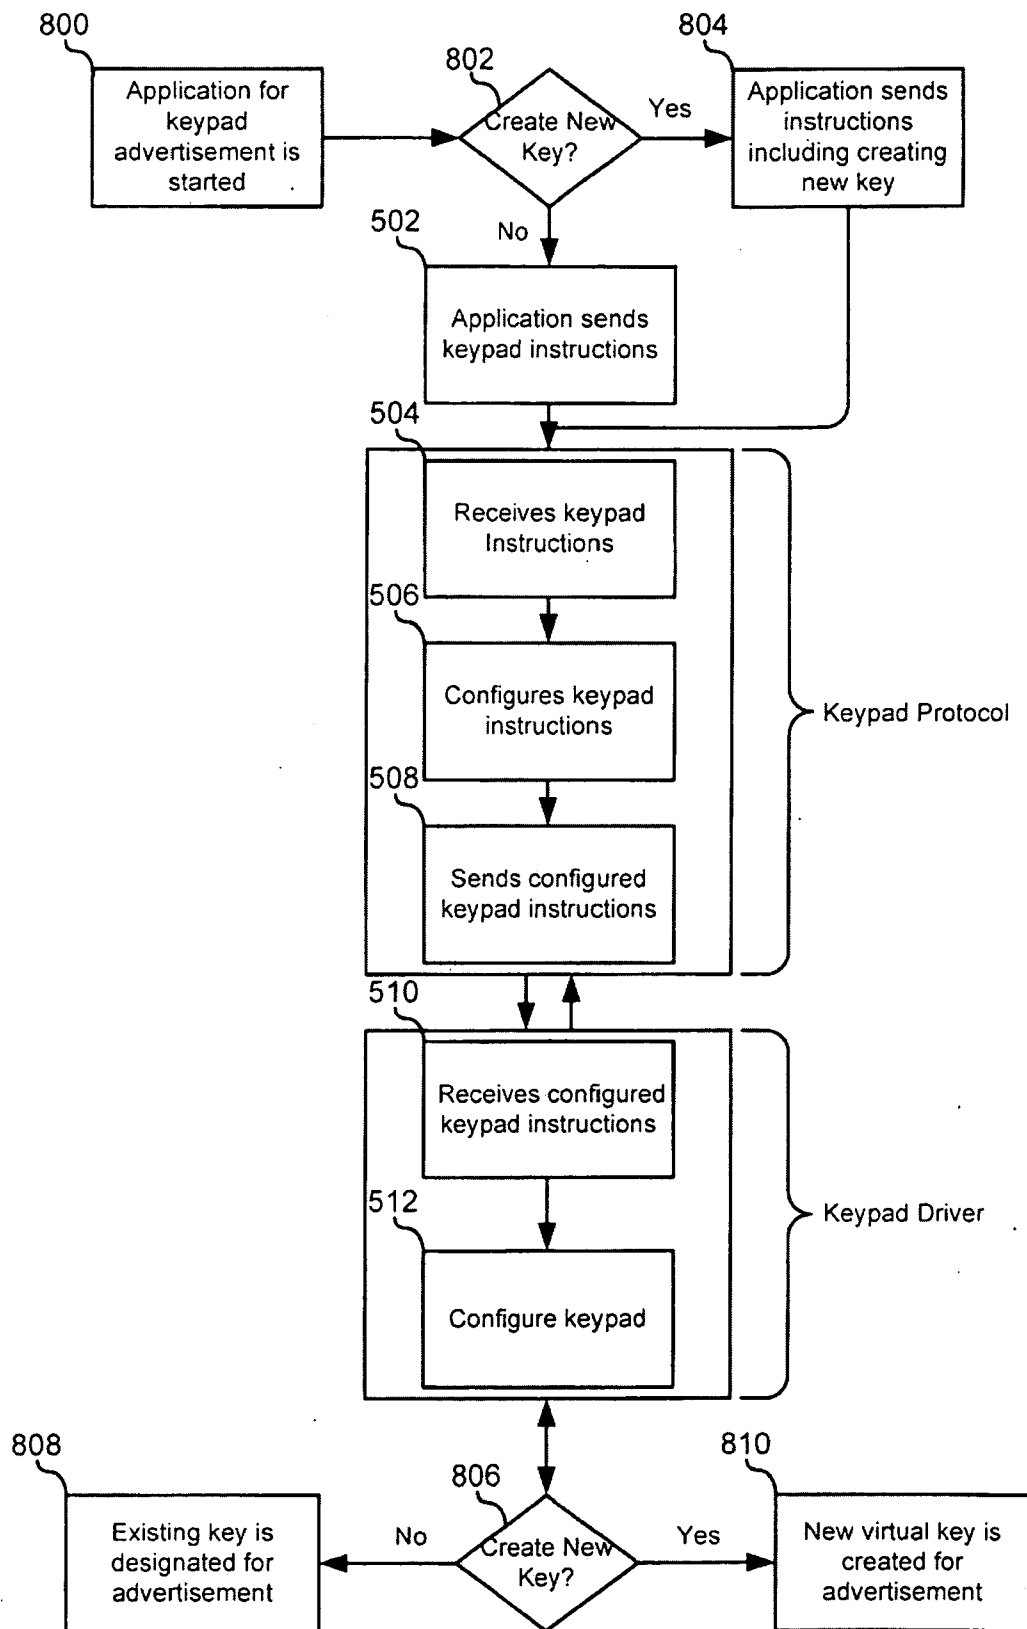 800
Application for
keypad
advertisement is
started
802
Create New
Key?
Yes
804
Application sends
instructions
including creating
new key
No
502
Application sends
keypad instructions
504
Receives keypad
Instructions
506
Configures keypad
instructions
508
Sends configured
keypad instructions
Keypad Protocol
510
Receives configured
keypad instructions
512
Configure keypad
Keypad Driver
808
Existing key is
designated for
advertisement
No
806
Create New
Key?
Yes
810
New virtual key is
created for
advertisement